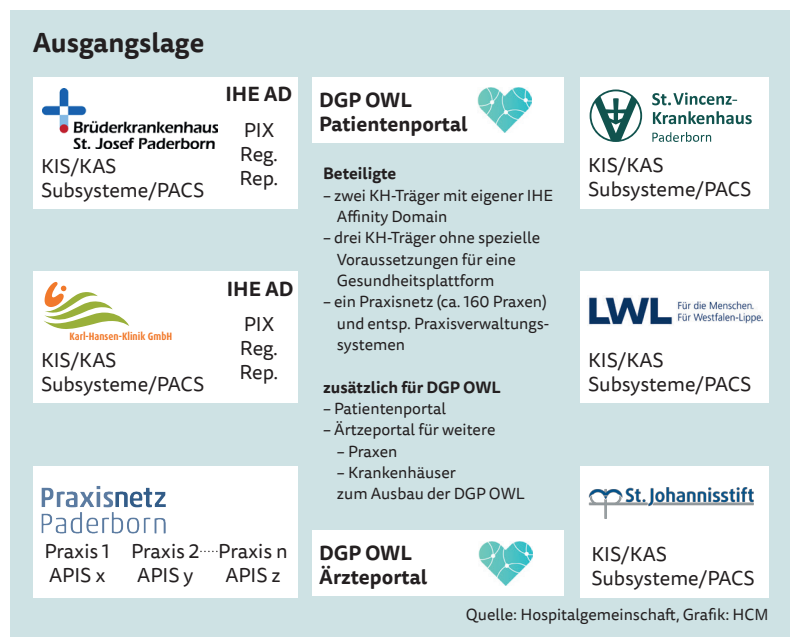 Ausgangslage
Brüderkrankenhaus
St. Josef Paderborn
KIS/KAS
Subsysteme/PACS
IHE AD
PIX
Reg.
Rep.
DGP OWL
Patientenportal
St. Vincenz-
Krankenhaus
Paderborn
KIS/KAS
Subsysteme/PACS
Beteiligte
– zwei KH-Träger mit eigener IHE
Affinity Domain
– drei KH-Träger ohne spezielle
Voraussetzungen für eine
Gesundheitsplattform
– ein Praxisnetz (ca. 160 Praxen)
und entsp. Praxisverwaltungs-
systemen
Karl-Hansen-Klinik GmbH
KIS/KAS
Subsysteme/PACS
IHE AD
PIX
Reg.
Rep.
LWL
Für die Menschen.
Für Westfalen-Lippe.
KIS/KAS
Subsysteme/PACS
zusätzlich für DGP OWL
– Patientenportal
– Ärtzeportal für weitere
– Praxen
– Krankenhäuser
zum Ausbau der DGP OWL
Praxisnetz
Paderborn
Praxis 1 Praxis 2·····Praxis n
APIS x APIS y APIS z
DGP OWL
Ärzteportal
St. Johannisstift
KIS/KAS
Subsysteme/PACS
Quelle: Hospitalgemeinschaft, Grafik: HCM